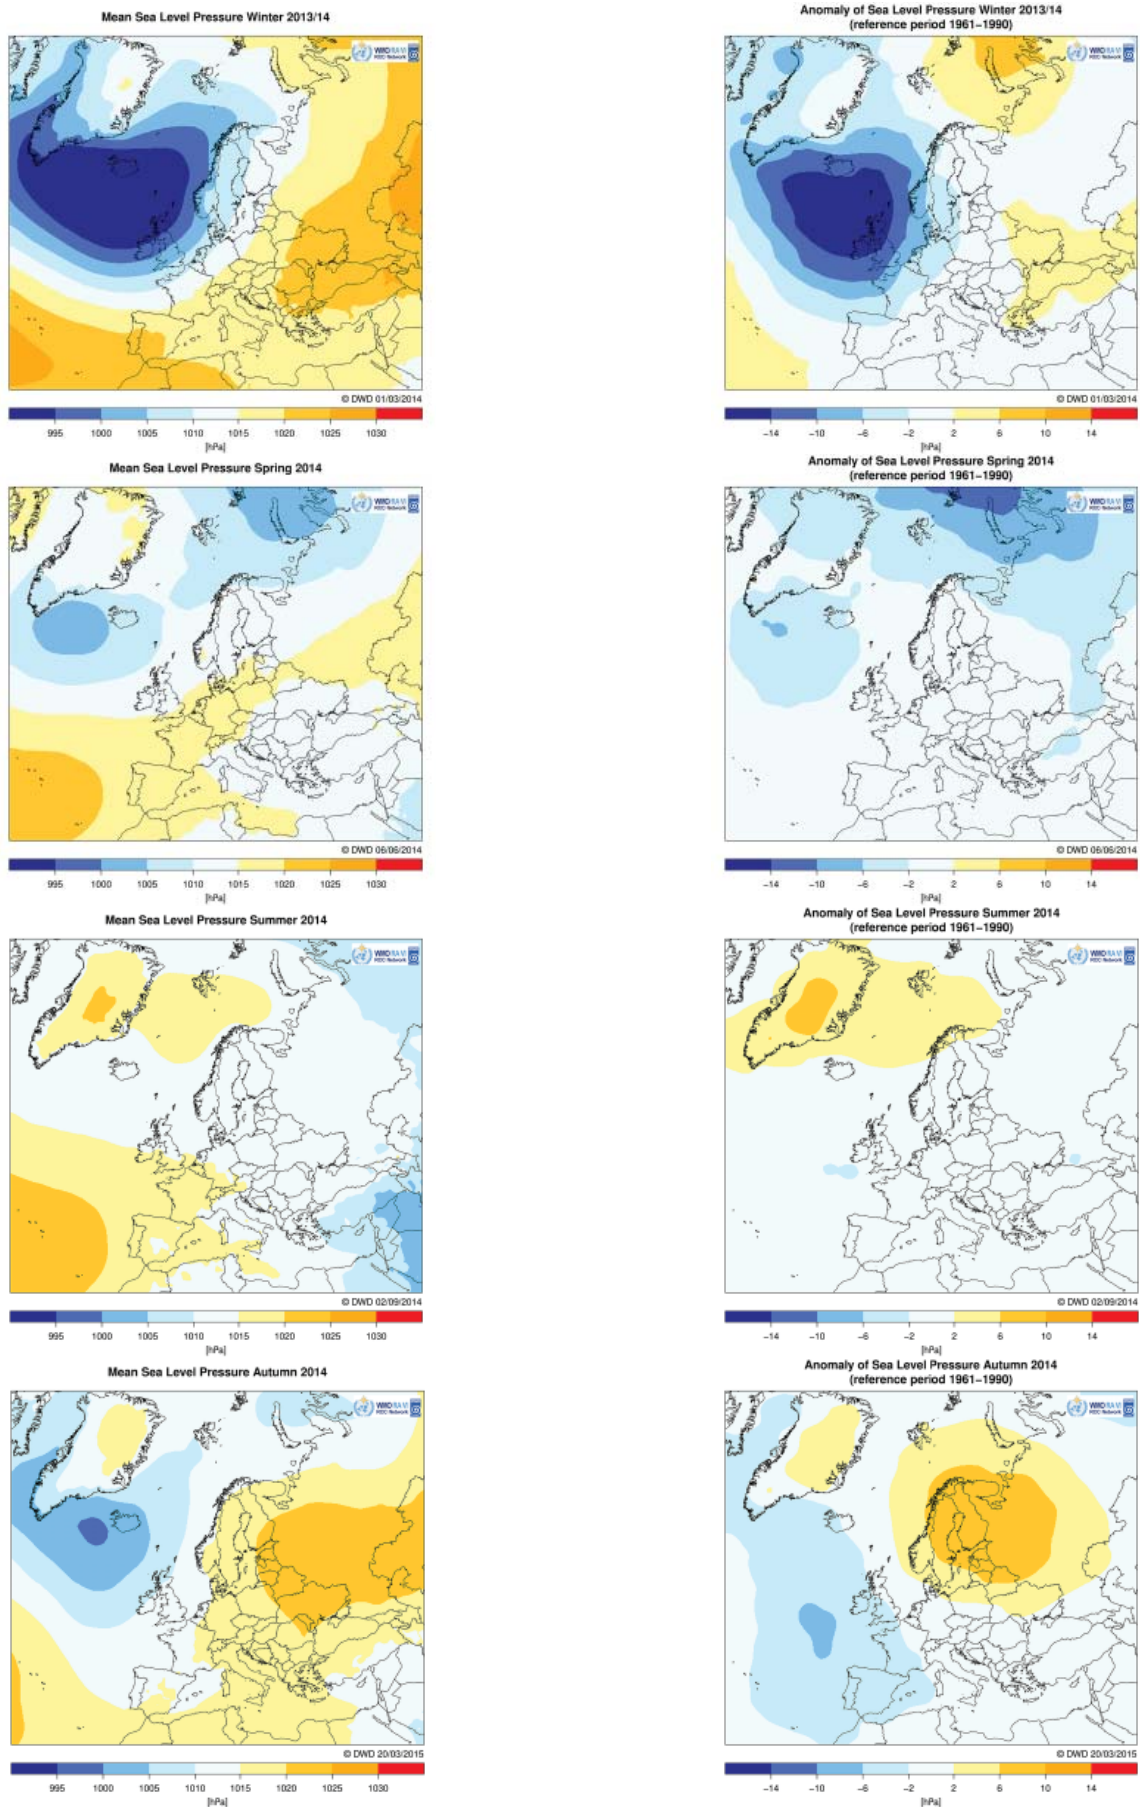 Mean Sea Level Pressure Winter 2013/14
Anomaly of Sea Level Pressure Winter 2013/14
(reference period 1961−1990)
© DWD 01/03/2014
© DWD 01/03/2014
995 1000 1005 1010 1015 1020 1025 1030
[hPa]
−14 −10 −6 −2 2 6 10 14
[hPa]
Mean Sea Level Pressure Spring 2014
Anomaly of Sea Level Pressure Spring 2014
(reference period 1961−1990)
© DWD 06/06/2014
© DWD 06/06/2014
995 1000 1005 1010 1015 1020 1025 1030
[hPa]
−14 −10 −6 −2 2 6 10 14
[hPa]
Mean Sea Level Pressure Summer 2014
Anomaly of Sea Level Pressure Summer 2014
(reference period 1961−1990)
© DWD 02/09/2014
© DWD 02/09/2014
995 1000 1005 1010 1015 1020 1025 1030
[hPa]
−14 −10 −6 −2 2 6 10 14
[hPa]
Mean Sea Level Pressure Autumn 2014
Anomaly of Sea Level Pressure Autumn 2014
(reference period 1961−1990)
© DWD 20/03/2015
© DWD 20/03/2015
995 1000 1005 1010 1015 1020 1025 1030
[hPa]
−14 −10 −6 −2 2 6 10 14
[hPa]